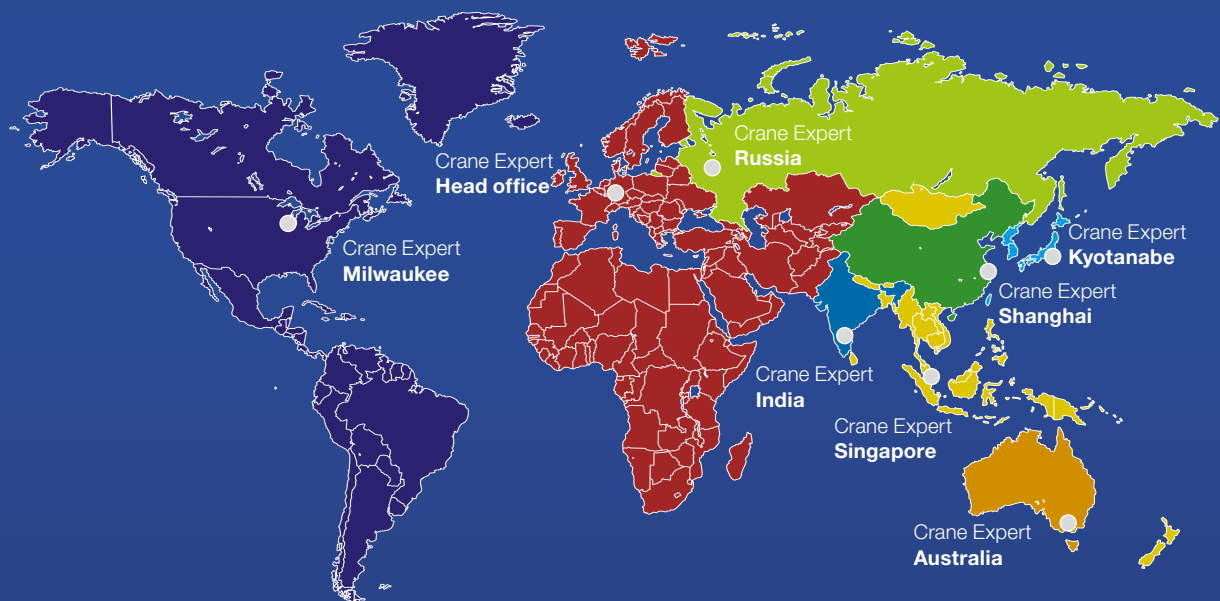 Crane Expert
Russia
Crane Expert
Head office
Crane Expert
Milwaukee
Crane Expert
Kyotanabe
Crane Expert
Shanghai
Crane Expert
India
Crane Expert
Singapore
Crane Expert
Australia